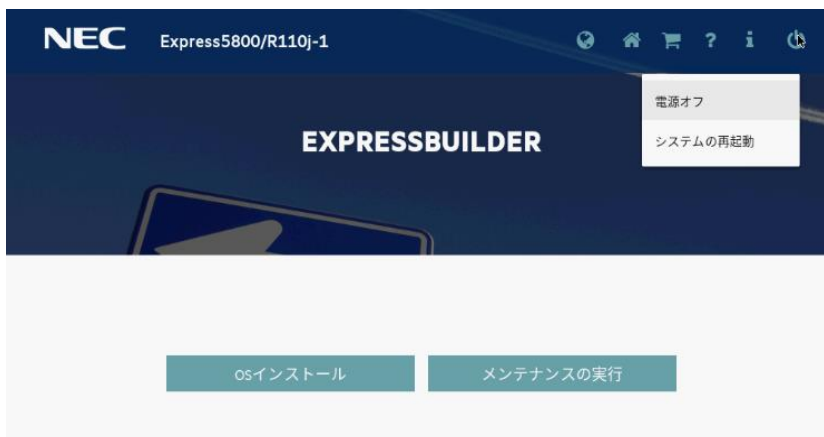 NEC Express5800/R110j-1
?
i
電源オフ
システムの再起動
EXPRESSBUILDER
OSインストール
メンテナンスの実行